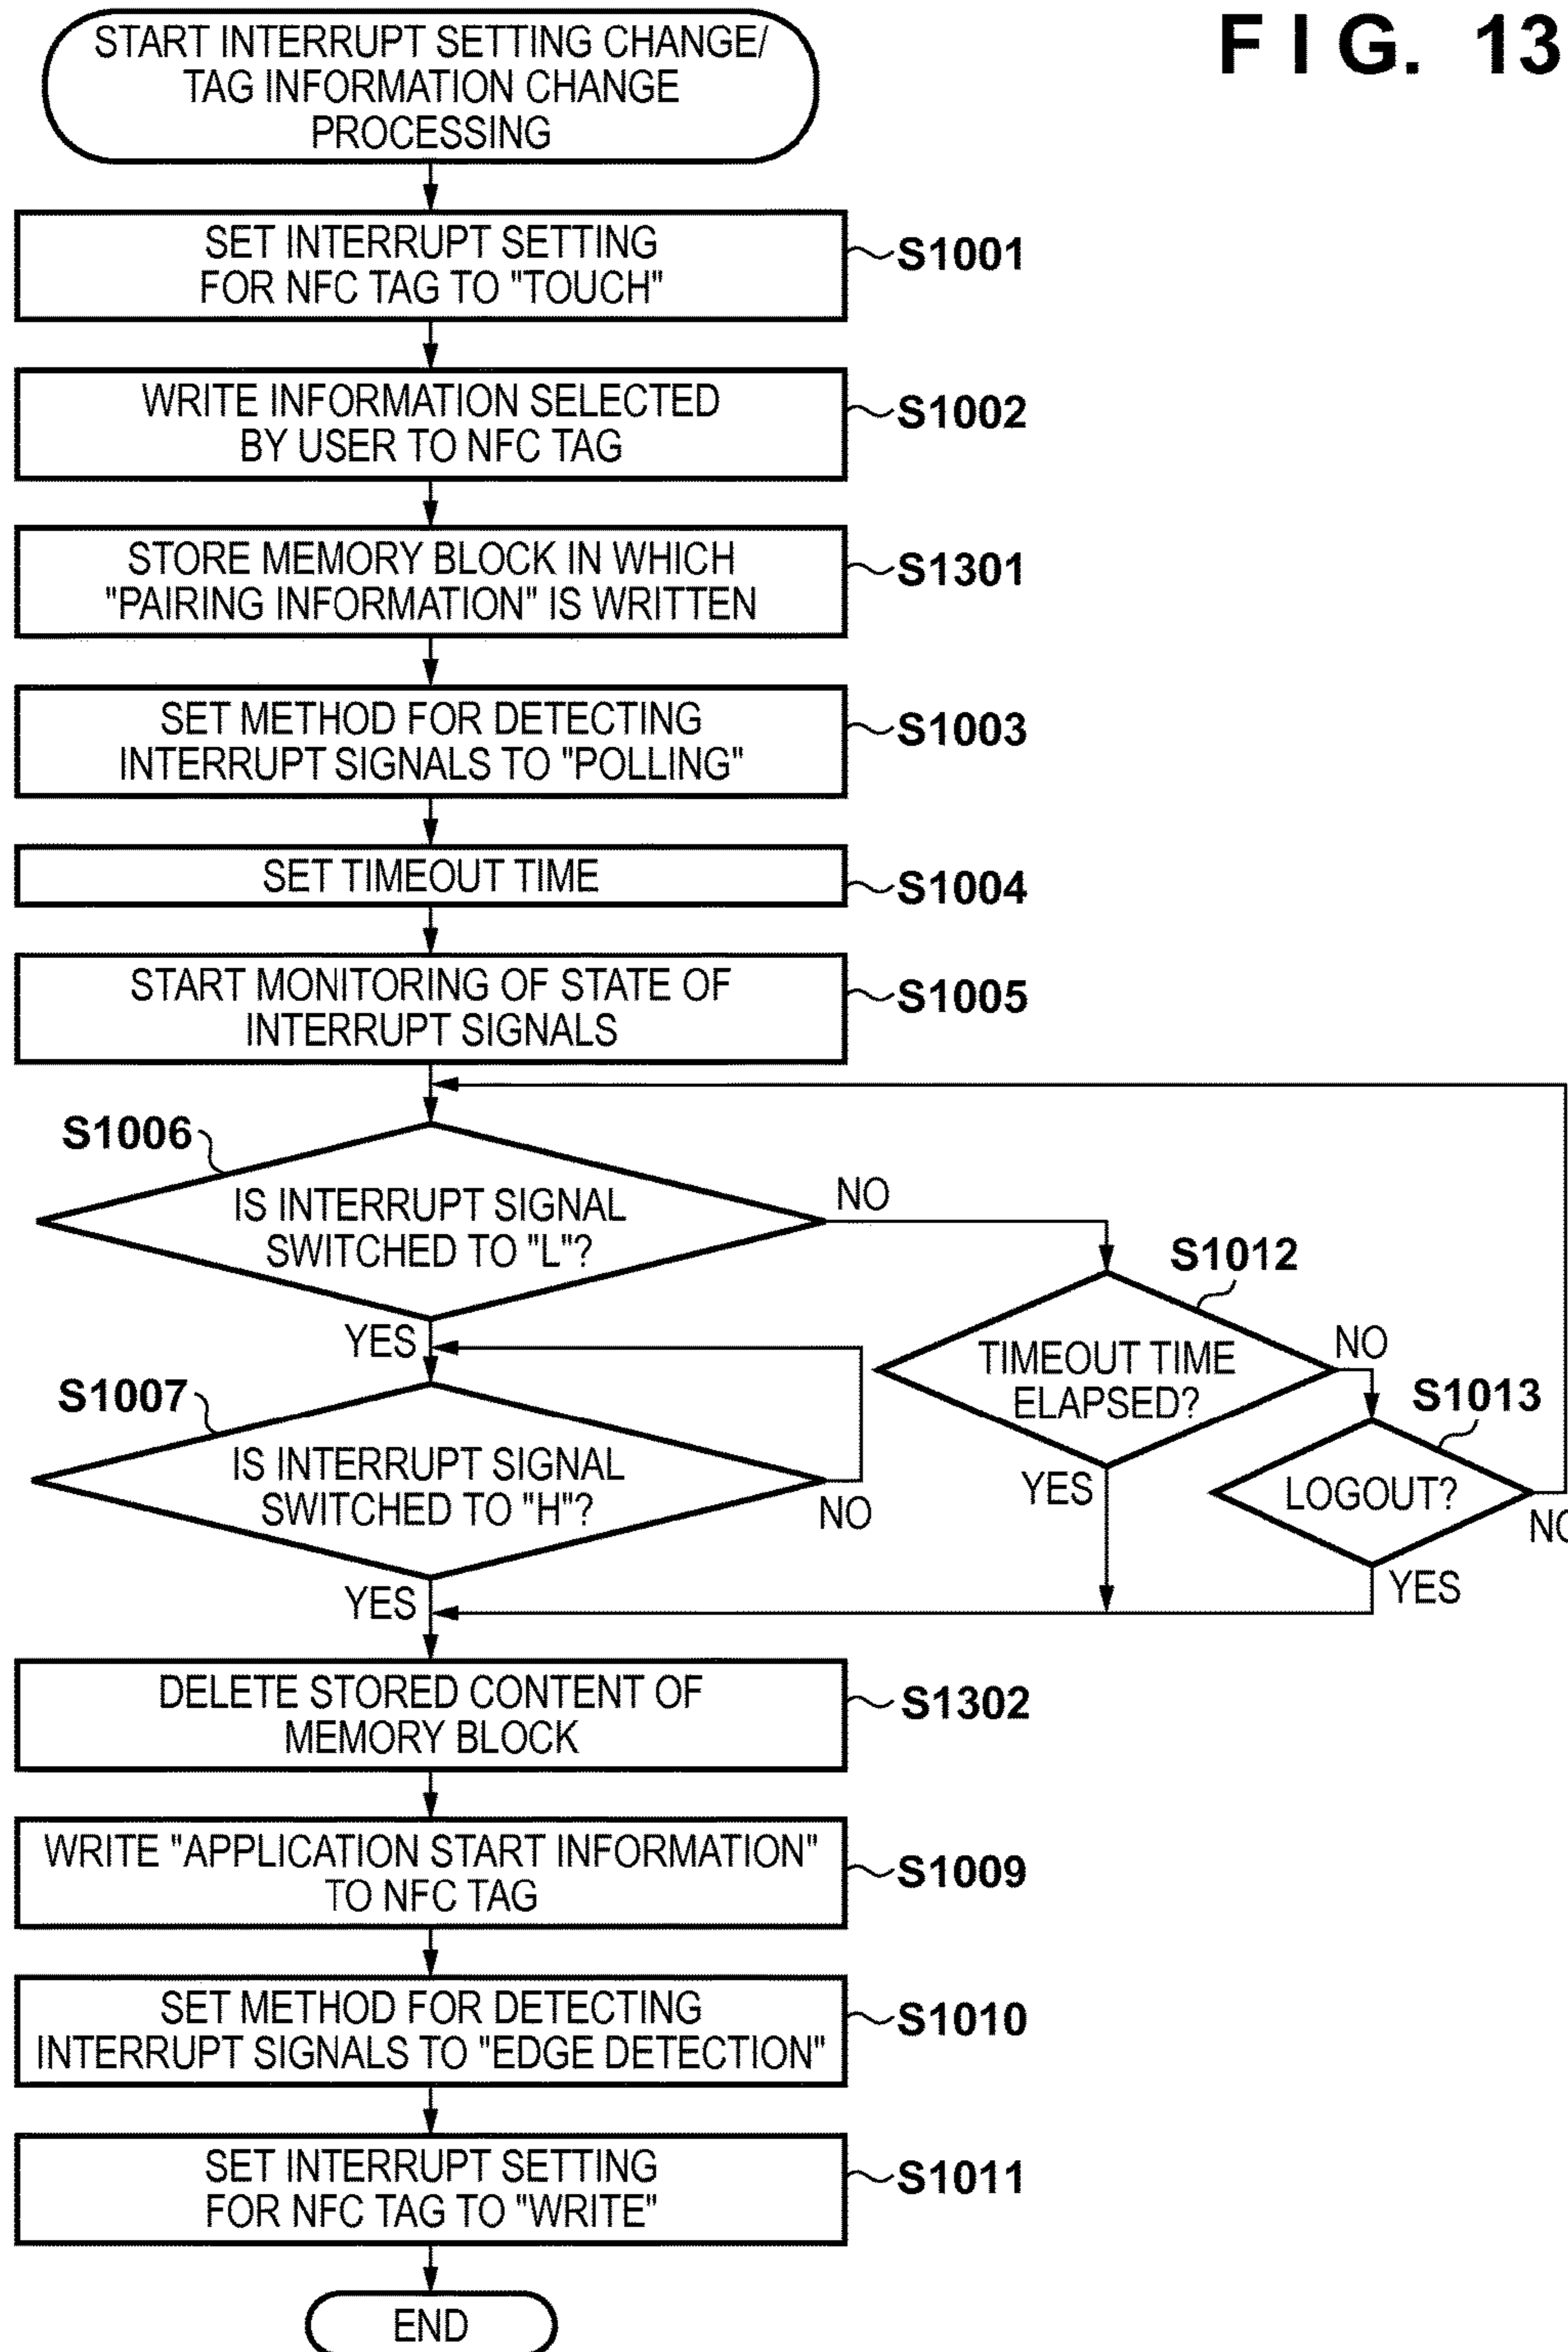 FIG. 13
START INTERRUPT SETTING CHANGE/
TAG INFORMATION CHANGE
PROCESSING
SET INTERRUPT SETTING
FOR NFC TAG TO "TOUCH"
S1001
WRITE INFORMATION SELECTED
BY USER TO NFC TAG
S1002
STORE MEMORY BLOCK IN WHICH
"PAIRING INFORMATION" IS WRITTEN
S1301
SET METHOD FOR DETECTING
INTERRUPT SIGNALS TO "POLLING"
S1003
SET TIMEOUT TIME
S1004
START MONITORING OF STATE OF
INTERRUPT SIGNALS
S1005
S1006
IS INTERRUPT SIGNAL
SWITCHED TO "L"?
NO
YES
S1012
TIMEOUT TIME
ELAPSED?
NO
YES
S1013
LOGOUT?
NO
YES
S1007
IS INTERRUPT SIGNAL
SWITCHED TO "H"?
NO
YES
DELETE STORED CONTENT OF
MEMORY BLOCK
S1302
WRITE "APPLICATION START INFORMATION"
TO NFC TAG
S1009
SET METHOD FOR DETECTING
INTERRUPT SIGNALS TO "EDGE DETECTION"
S1010
SET INTERRUPT SETTING
FOR NFC TAG TO "WRITE"
S1011
END